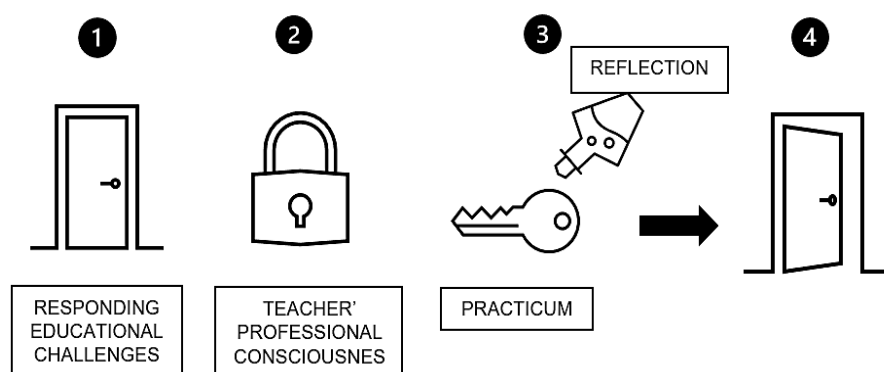 1
2
3
4
REFLECTION
RESPONDING
EDUCATIONAL
CHALLENGES
TEACHER'
PROFESSIONAL
CONSCIOUSNES
PRACTICUM